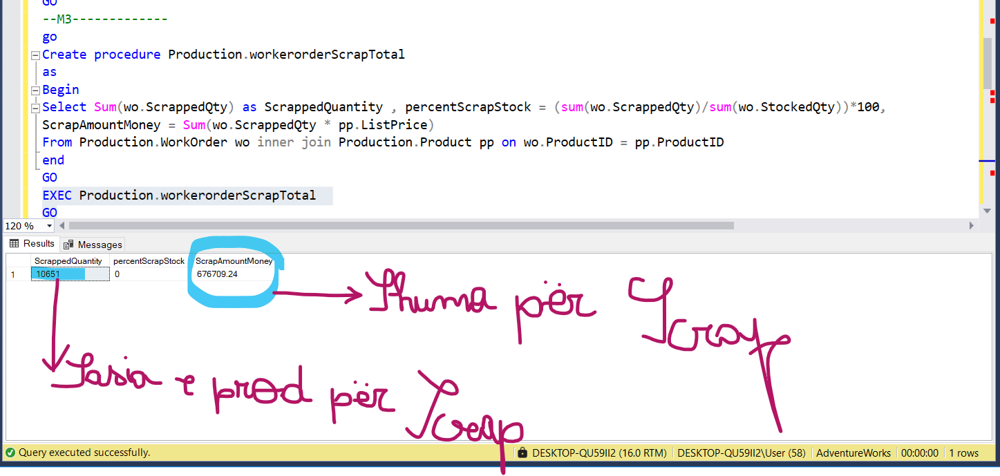 GO
--M3-------------
go
Create procedure Production.workerorderScrapTotal
as
Begin
Select Sum(wo.ScrappedQty) as ScrappedQuantity , percentScrapStock = (sum(wo.ScrappedQty)/sum(wo.StockedQty))*100,
ScrapAmountMoney = Sum(wo.ScrappedQty * pp.ListPrice)
From Production.WorkOrder wo inner join Production.Product pp on wo.ProductID = pp.ProductID
end
GO
EXEC Production.workerorderScrapTotal
GO
120 %
Results Messages
ScrappedQuantity percentScrapStock ScrapAmountMoney
1 10651 0 676709.24
Shuma për Scrap
Sasia e prod për Scrap
Query executed successfully. DESKTOP-QU59II2 (16.0 RTM) DESKTOP-QU59II2\User (58) AdventureWorks 00:00:00 1 rows